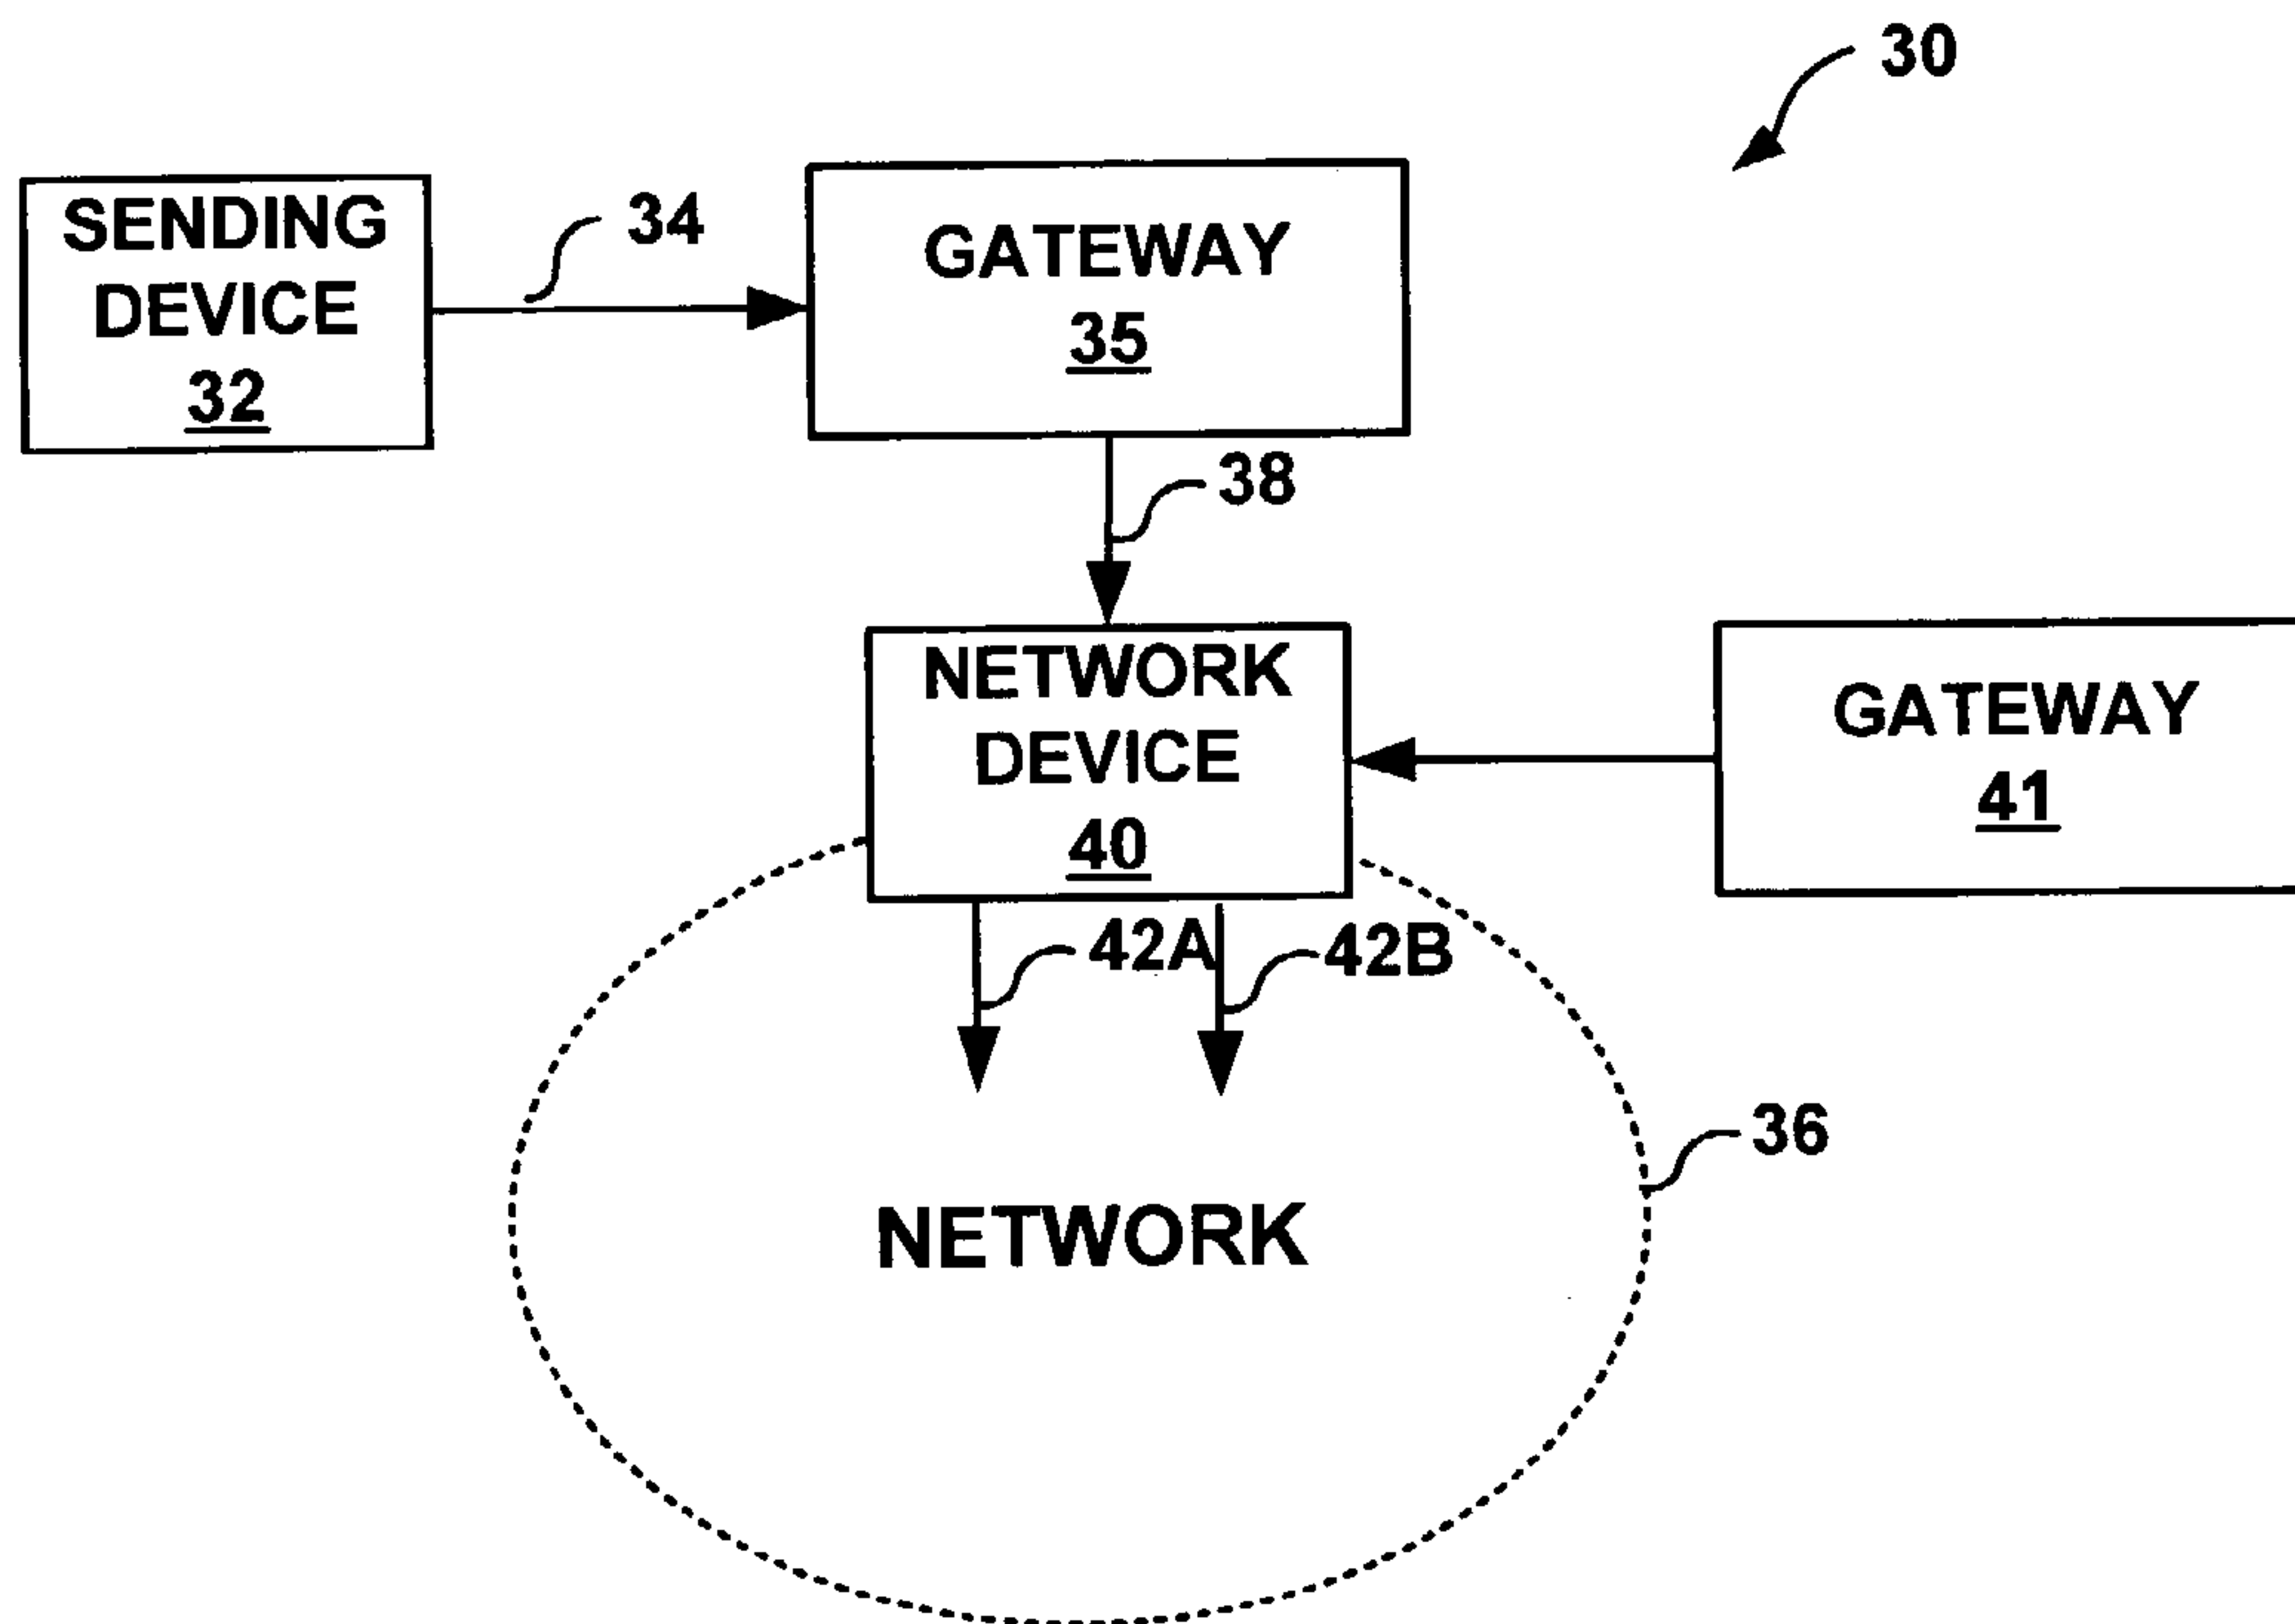 30
SENDING
DEVICE
32
34
GATEWAY
35
38
NETWORK
DEVICE
40
GATEWAY
41
42A
42B
36
NETWORK